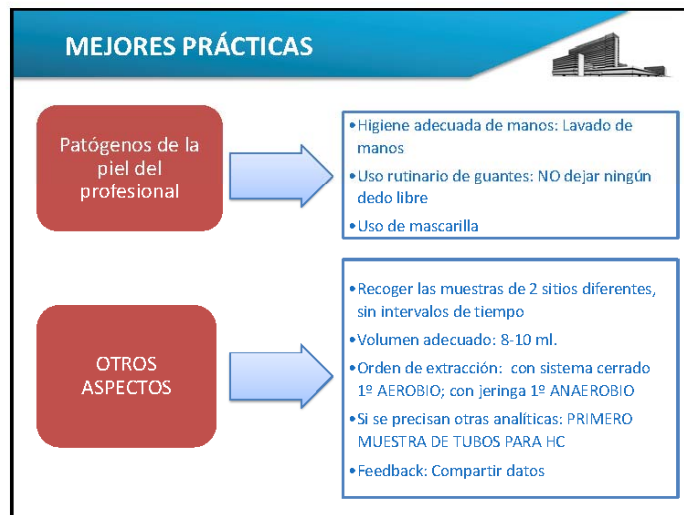 MEJORES PRÁCTICAS
Patógenos de la
piel del
profesional
•Higiene adecuada de manos: Lavado de
manos
•Uso rutinario de guantes: NO dejar ningún
dedo libre
•Uso de mascarilla
OTROS
ASPECTOS
•Recoger las muestras de 2 sitios diferentes,
sin intervalos de tiempo
•Volumen adecuado: 8-10 ml.
•Orden de extracción: con sistema cerrado
1º AEROBIO; con jeringa 1º ANAEROBIO
•Si se precisan otras analíticas: PRIMERO
MUESTRA DE TUBOS PARA HC
•Feedback: Compartir datos